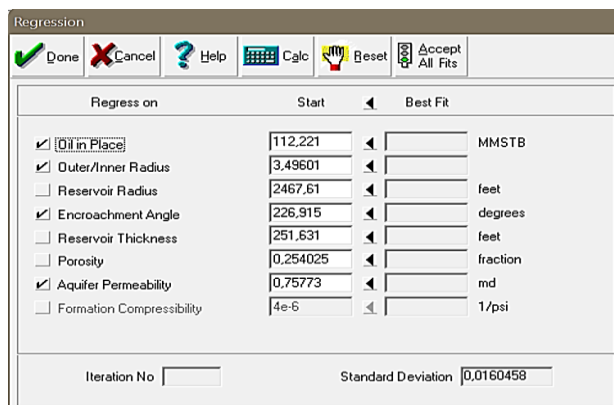 Regression
Done Cancel Help Calc Reset Accept All Fits
Regress on Start Best Fit
Oil in Place 112,221 MMSTB
Outer/Inner Radius 3,49601
Reservoir Radius 2467,61 feet
Encroachment Angle 226,915 degrees
Reservoir Thickness 251,631 feet
Porosity 0,254025 fraction
Aquifer Permeability 0,75773 md
Formation Compressibility 4e-6 1/psi
Iteration No Standard Deviation 0,0160458